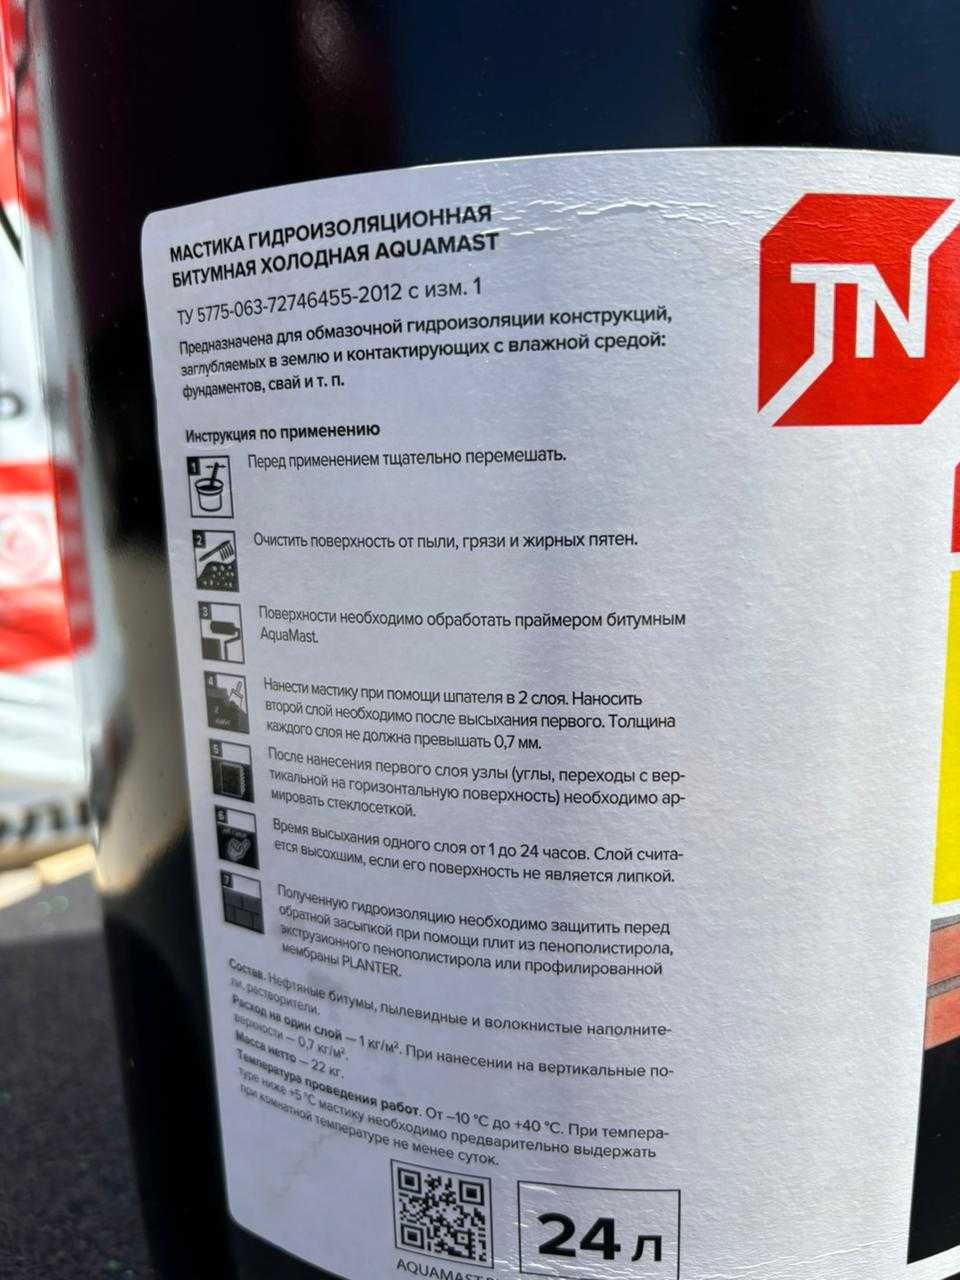 МАСТИКА ГИДРОИЗОЛЯЦИОННАЯ
БИТУМНАЯ ХОЛОДНАЯ AQUAMAST
ТУ 5775-063-72746455-2012 с изм. 1
Предназначена для обмазочной гидроизоляции конструкций,
заглубляемых в землю и контактирующих с влажной средой:
фундаментов, свай и т. п.
TN
Инструкция по применению
1
Перед применением тщательно перемешать.
2
Очистить поверхность от пыли, грязи и жирных пятен.
3
Поверхности необходимо обработать праймером битумным
AquaMast.
4
Нанести мастику при помощи шпателя в 2 слоя. Наносить
второй слой необходимо после высыхания первого. Толщина
каждого слоя не должна превышать 0,7 мм.
5
После нанесения первого слоя узлы (углы, переходы с вер-
тикальной на горизонтальную поверхность) необходимо ар-
мировать стеклосеткой.
6
Время высыхания одного слоя от 1 до 24 часов. Слой счита-
ется высохшим, если его поверхность не является липкой.
7
Полученную гидроизоляцию необходимо защитить перед
обратной засыпкой при помощи плит из пенополистирола,
экструзионного пенополистирола или профилированной
мембраны PLANTER.
Состав. Нефтяные битумы, пылевидные и волокнистые наполните-
ли, растворители.
Расход на один слой — 1 кг/м². При нанесении на вертикальные по-
верхности — 0,7 кг/м².
Масса нетто — 22 кг.
Температура проведения работ. От –10 °С до +40 °С. При темпера-
туре ниже +5 °С мастику необходимо предварительно выдержать
при комнатной температуре не менее суток.
24 л
AQUAMAST